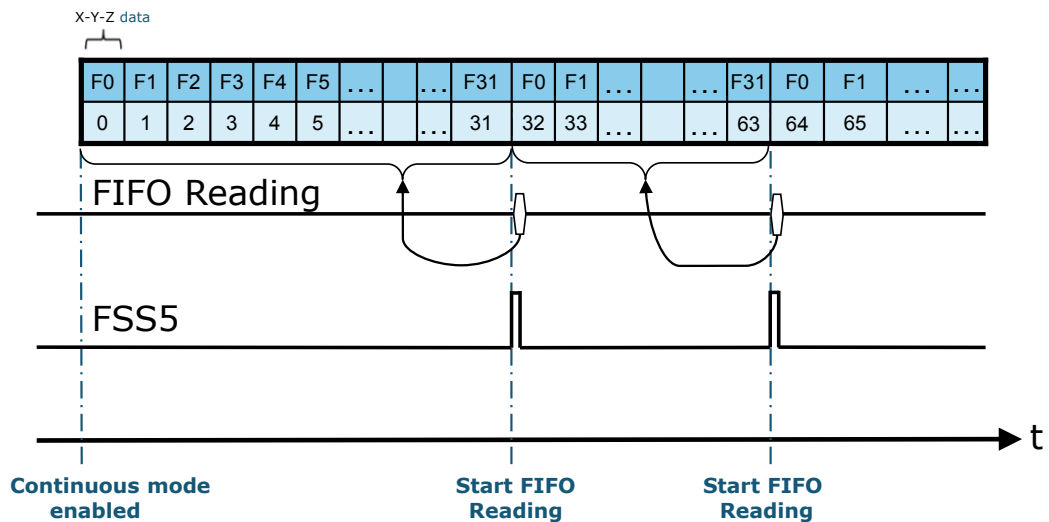 X-Y-Z data
F0 F1 F2 F3 F4 F5 ... ... F31 F0 F1 ... ... F31 F0 F1 ... ...
0 1 2 3 4 5 ... ... 31 32 33 ... ... 63 64 65 ... ...
FIFO Reading
FSS5
t
Continuous mode
enabled
Start FIFO
Reading
Start FIFO
Reading